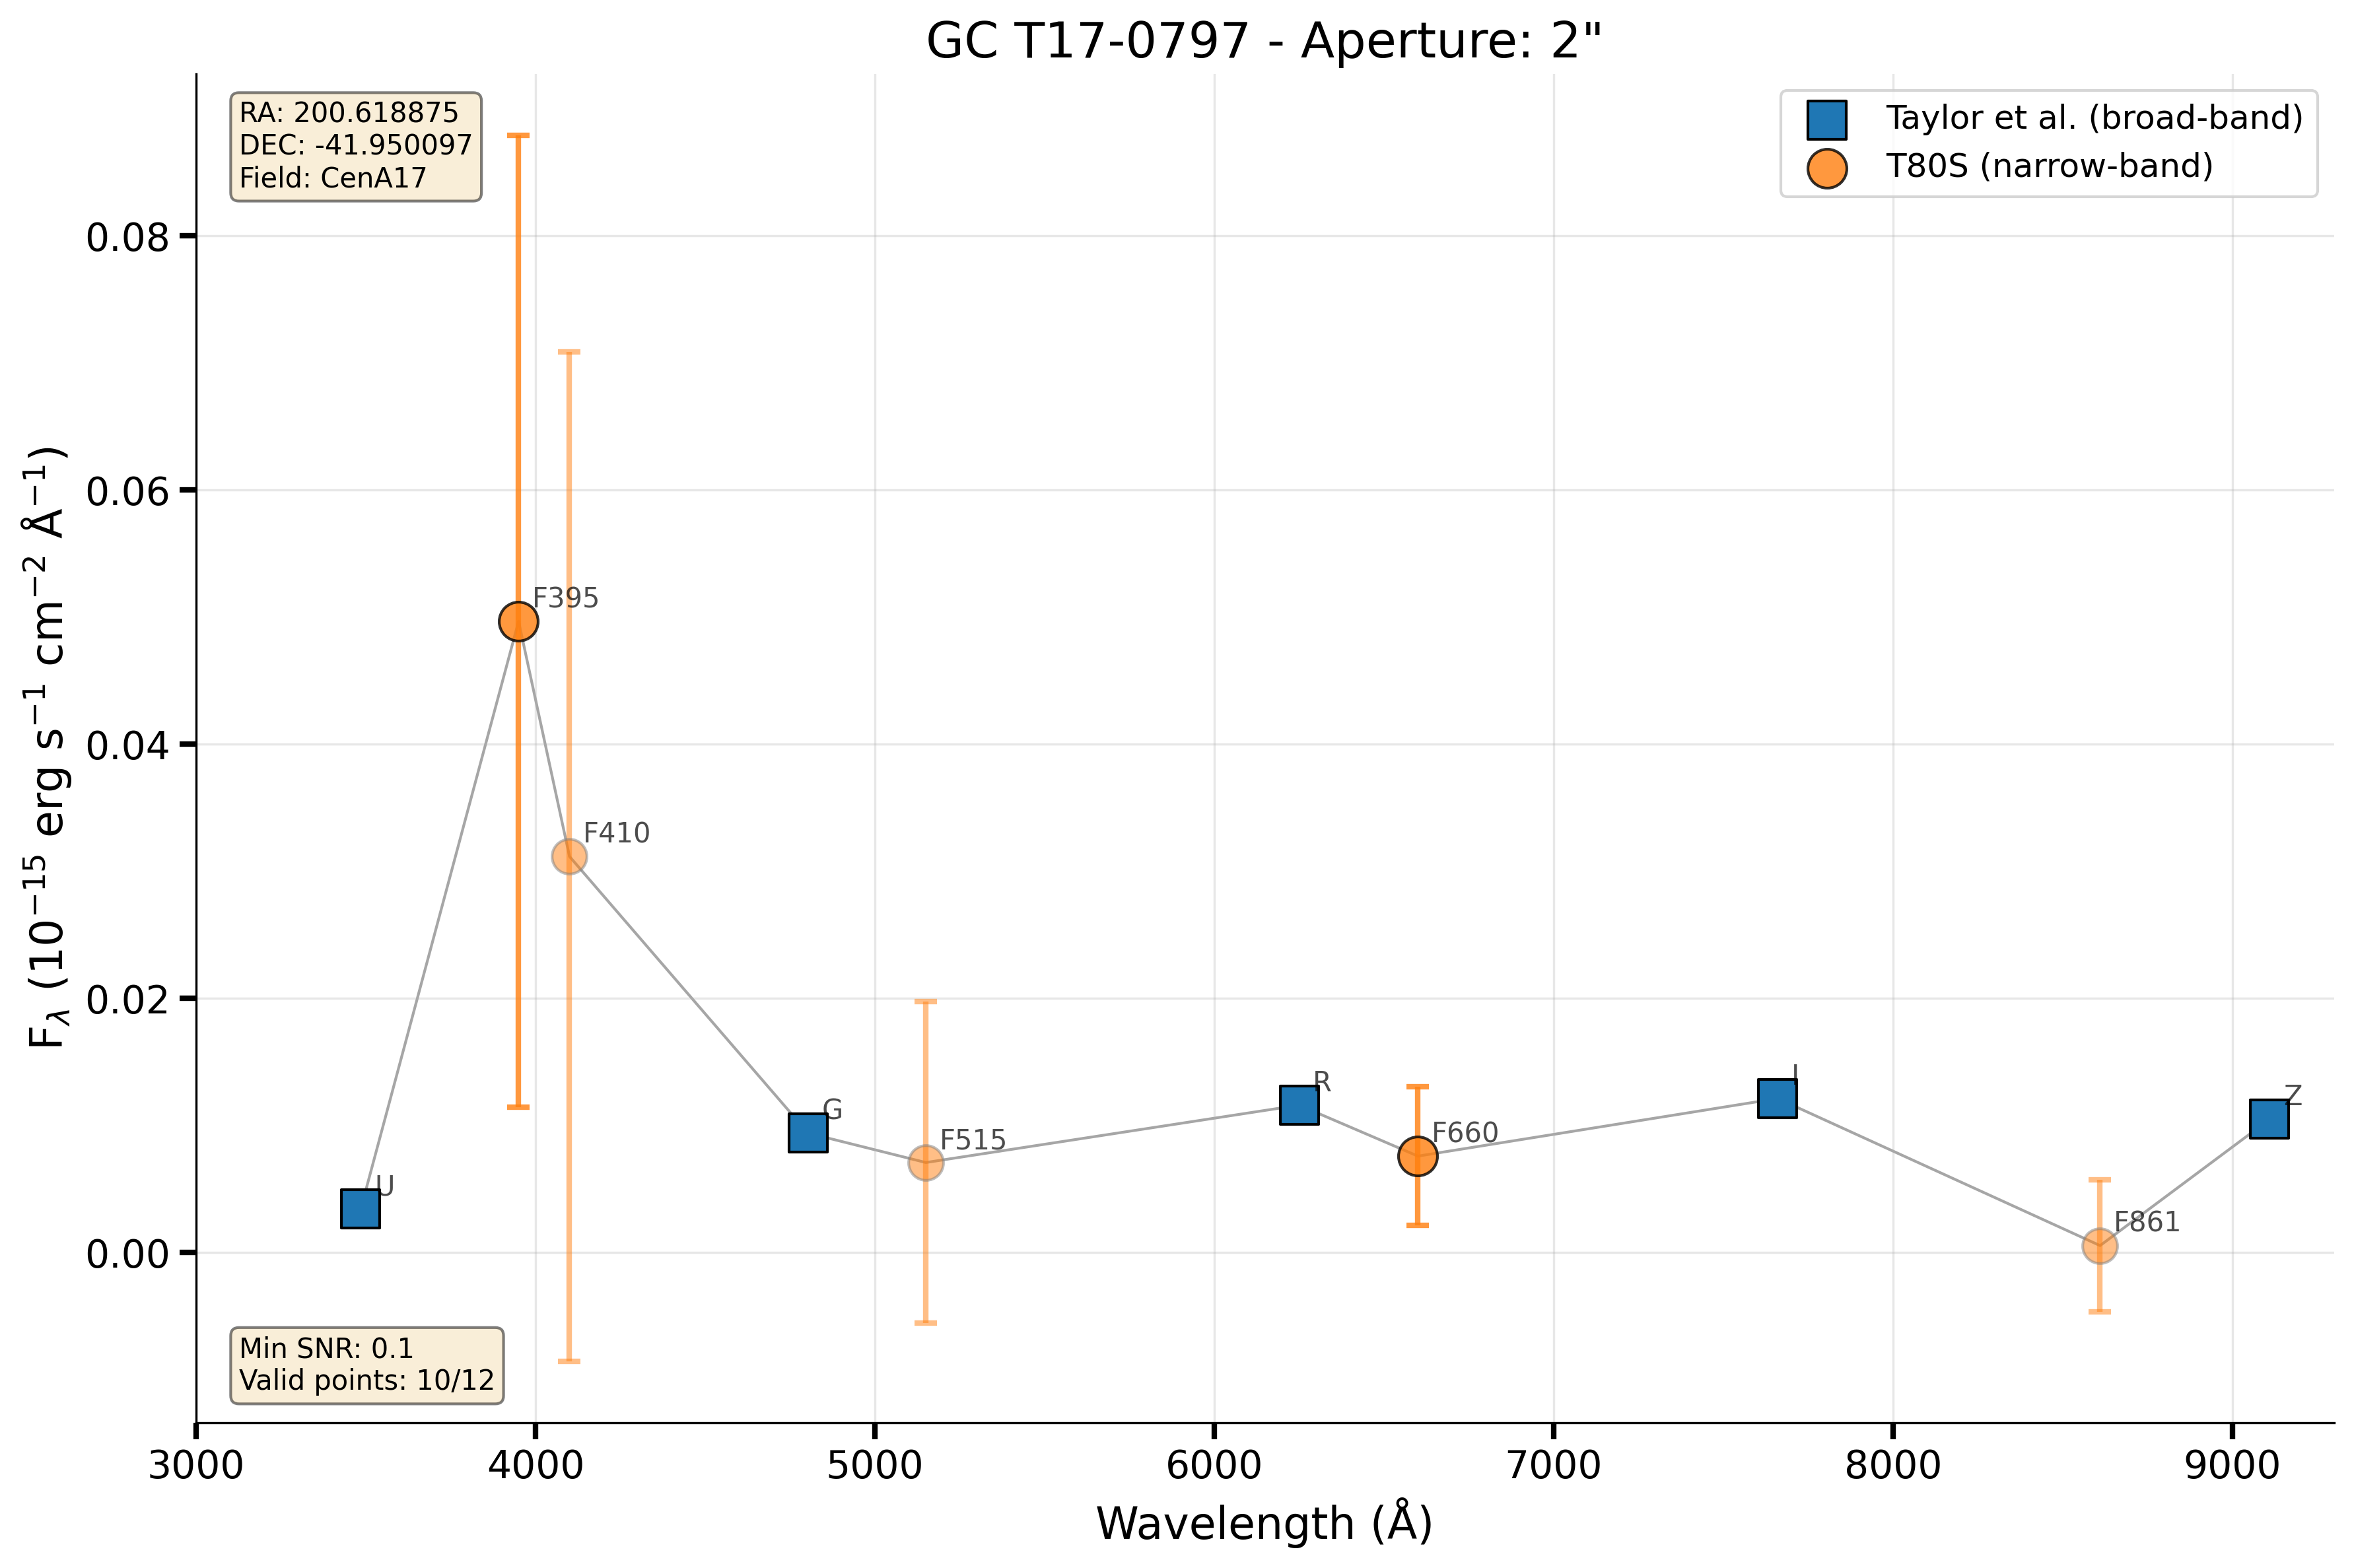 GC T17-0797 - Aperture: 2"
RA: 200.618875
DEC: -41.950097
Field: CenA17
Taylor et al. (broad-band)
T80S (narrow-band)
0.08
0.06
0.04
0.02
0.00
F_λ (10⁻¹⁵ erg s⁻¹ cm⁻² Å⁻¹)
F395
F410
G
F515
U
R
F660
I
F861
Z
Min SNR: 0.1
Valid points: 10/12
3000 4000 5000 6000 7000 8000 9000
Wavelength (Å)